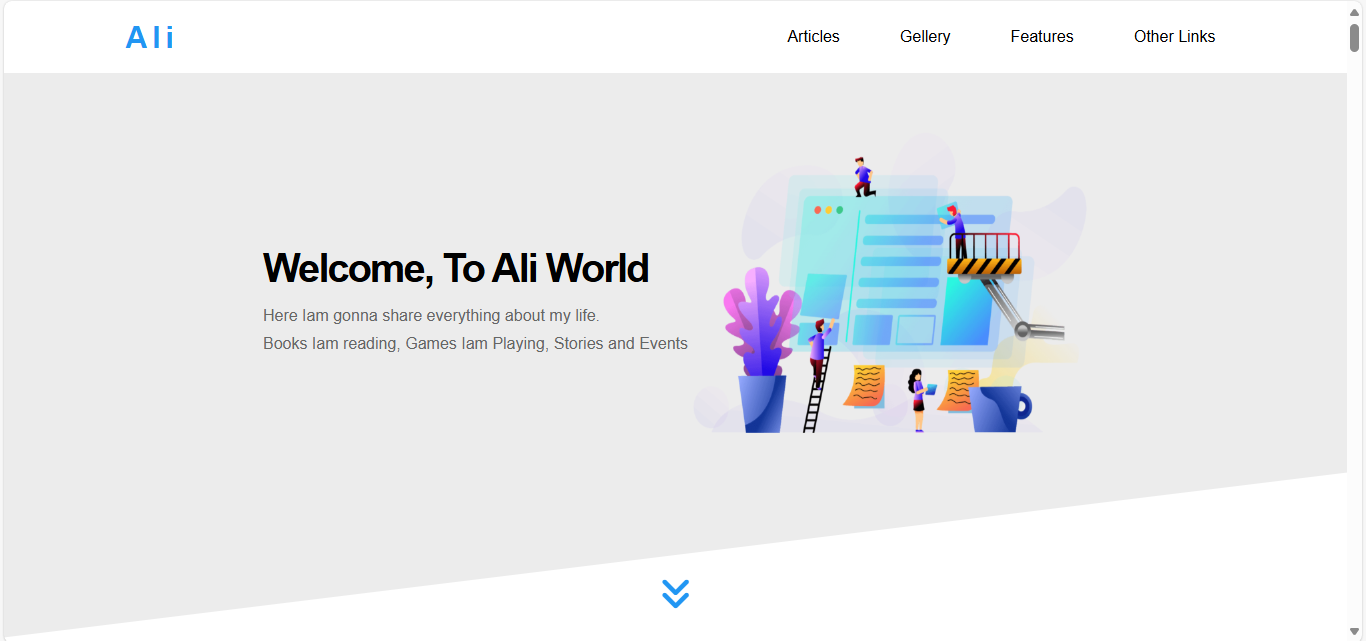 Ali
Articles
Gellery
Features
Other Links
Welcome, To Ali World
Here Iam gonna share everything about my life.
Books Iam reading, Games Iam Playing, Stories and Events